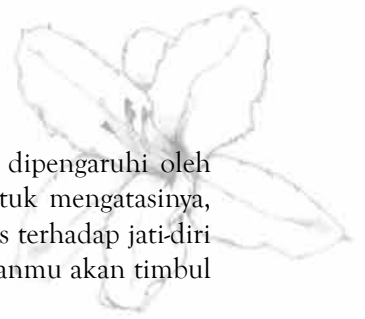 dipengaruhi oleh
tuk mengatasinya,
s terhadap jati-diri
anmu akan timbul